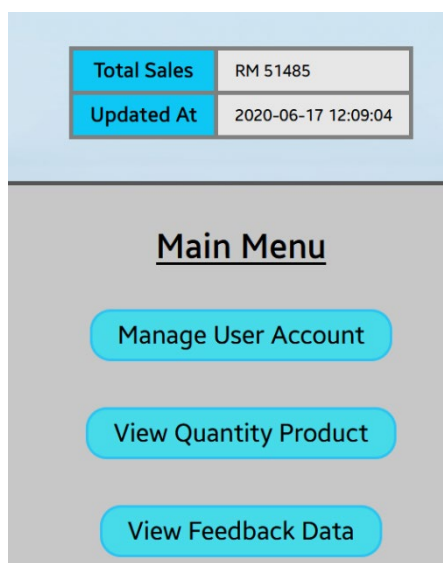 Total Sales RM 51485
Updated At 2020-06-17 12:09:04
Main Menu
Manage User Account
View Quantity Product
View Feedback Data